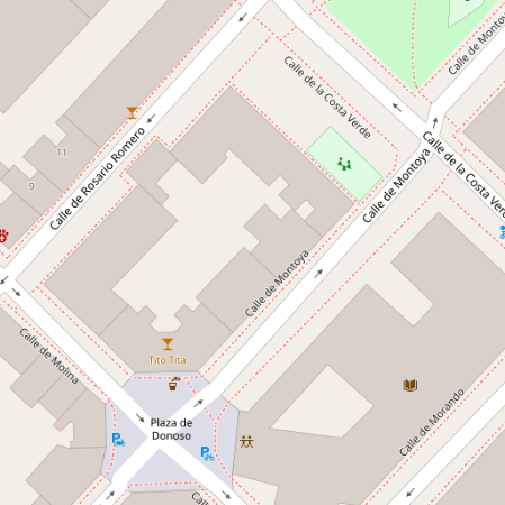 Calle de Montoya
Calle de la Costa Verde
Calle de la Costa Verde
Calle de Montoya
11
9
Calle de Rosario Romero
Calle de Montoya
Tito Tita
Calle de Molina
Calle de Morando
P
P
Plaza de
Donoso